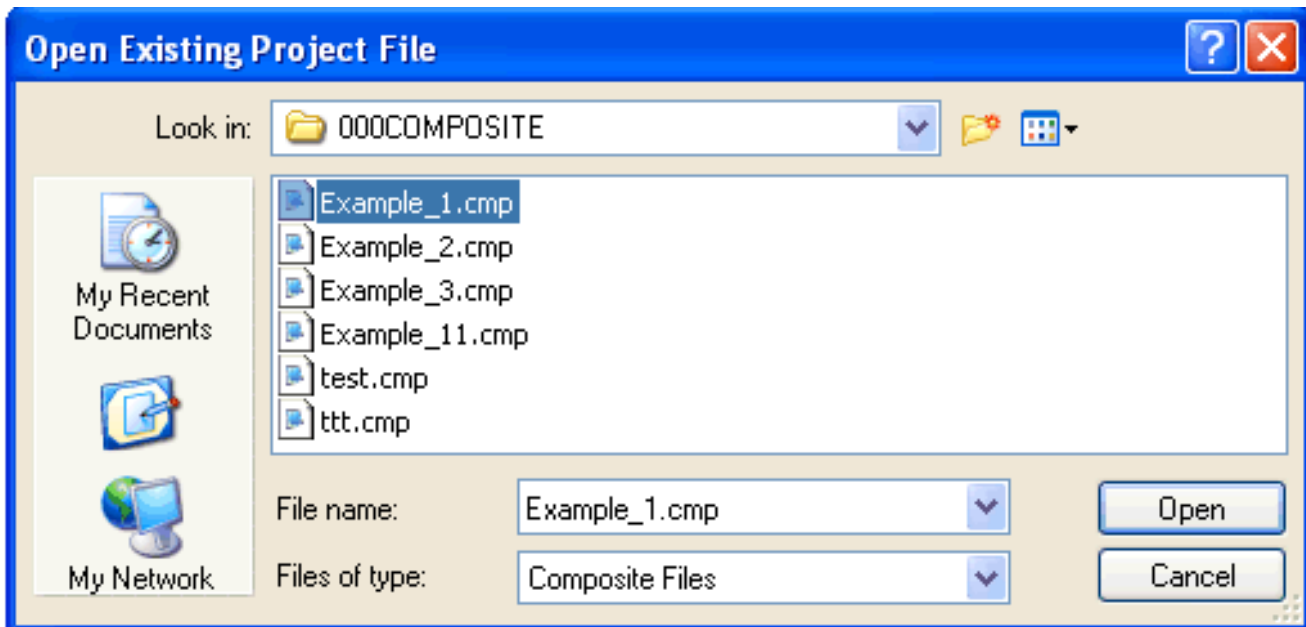 Open Existing Project File
Look in: 000COMPOSITE
My Recent
Documents
My Network
Example_1.cmp
Example_2.cmp
Example_3.cmp
Example_11.cmp
test.cmp
ttt.cmp
File name: Example_1.cmp Open
Files of type: Composite Files Cancel